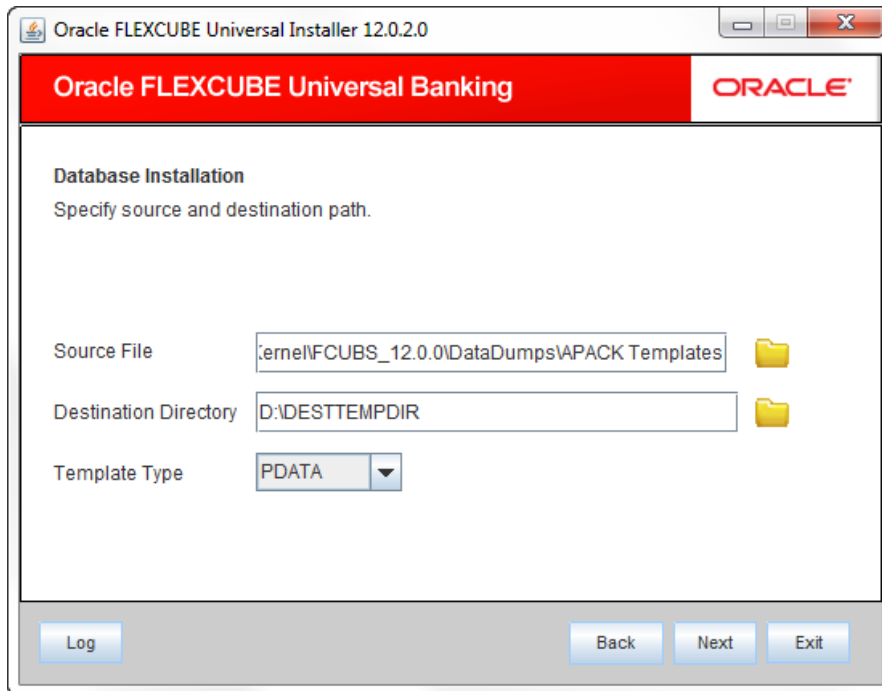 Oracle FLEXCUBE Universal Installer 12.0.2.0
Oracle FLEXCUBE Universal Banking
ORACLE
Database Installation
Specify source and destination path.
Source File
ernel\FCUBS_12.0.0\DataDumps\APACK Templates
Destination Directory
D:\DESTTEMPDIR
Template Type
PDATA
Log
Back
Next
Exit